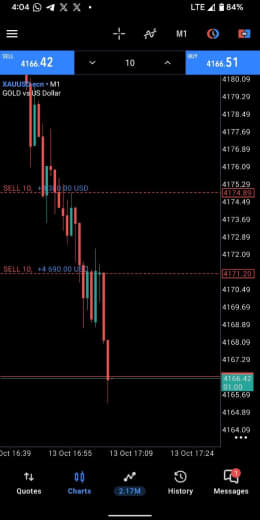 4:04
LTE 84%
M1
SELL
4166.42
10
BUY
4166.51
• M1
GOLD vs US Dollar
4180.09
4179.29
4178.49
4177.69
4176.89
4176.09
4175.29
SELL 10,
4174.89
4174.49
4173.69
4172.89
4172.09
SELL 10, +4 690.00 USD
4171.20
4170.49
4169.69
4168.89
4168.09
4167.29
4166.42
01:00
4165.69
4164.89
4164.09
Oct 16:39
13 Oct 16:55
13 Oct 17:09
13 Oct 17:24
Quotes
Charts
2.17M
History
Messages